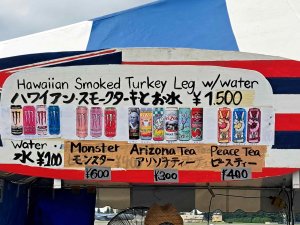 Hawaiian Smoked Turkey Leg w/water
ハワイアン・スモークターキとお水 ¥1.500
Water
水 ¥100
Monster
モンスター
¥600
Arizona Tea
アリゾナティー
¥300
Peace Tea
ピースティー
¥400